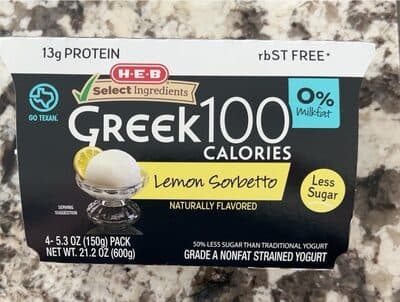 13g PROTEIN
rbST FREE*
H-E-B
Select Ingredients
GO TEXAN.
0%
Milkfat
GREEK100
CALORIES
Lemon Sorbetto
NATURALLY FLAVORED
Less
Sugar
SERVING
SUGGESTION
4- 5.3 OZ (150g) PACK
NET WT. 21.2 OZ (600g)
50% LESS SUGAR THAN TRADITIONAL YOGURT
GRADE A NONFAT STRAINED YOGURT